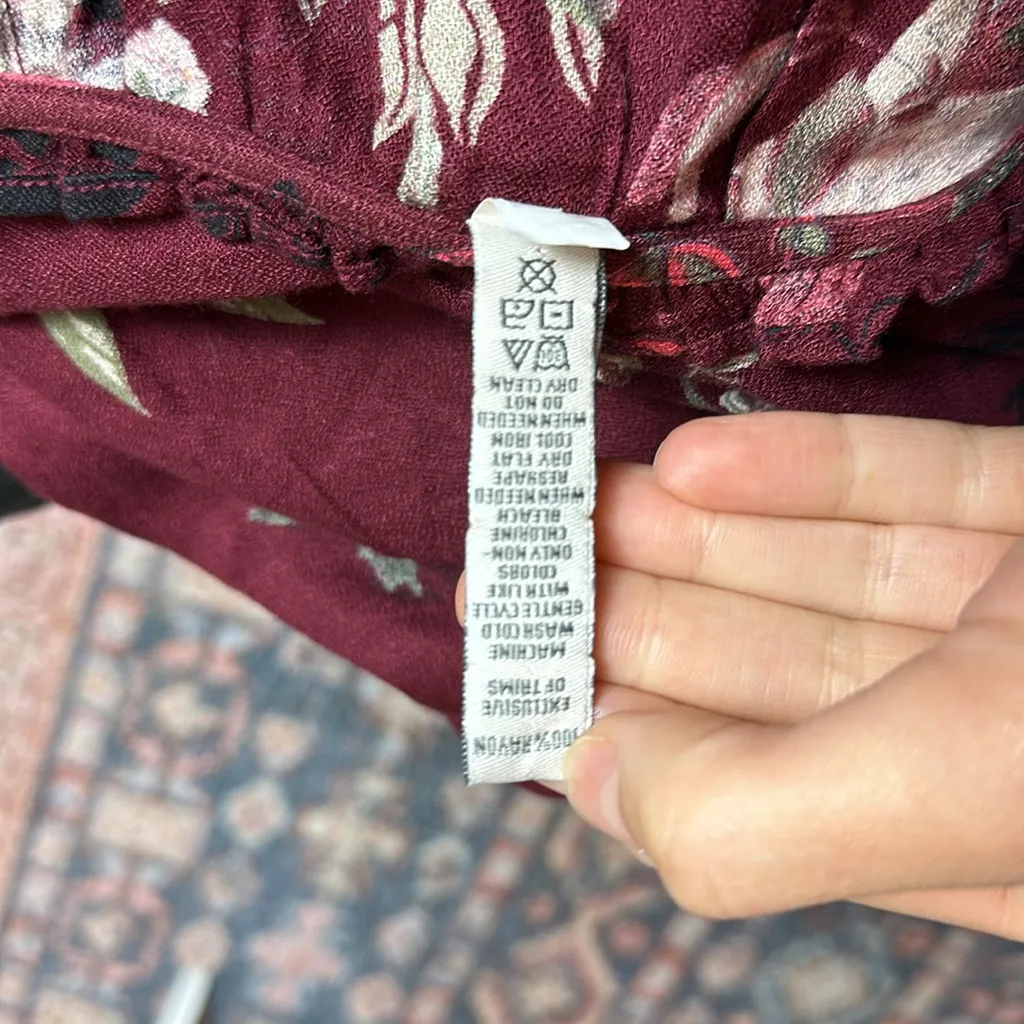 100% RAYON
EXCLUSIVE
OF TRIMS
MACHINE
WASH COLD
GENTLE CYCLE
WITH LIKE
COLORS
ONLY NON-
CHLORINE
BLEACH
WHEN NEEDED
RESHAPE
DRY FLAT
COOL IRON
WHEN NEEDED
DO NOT
DRY CLEAN
30C